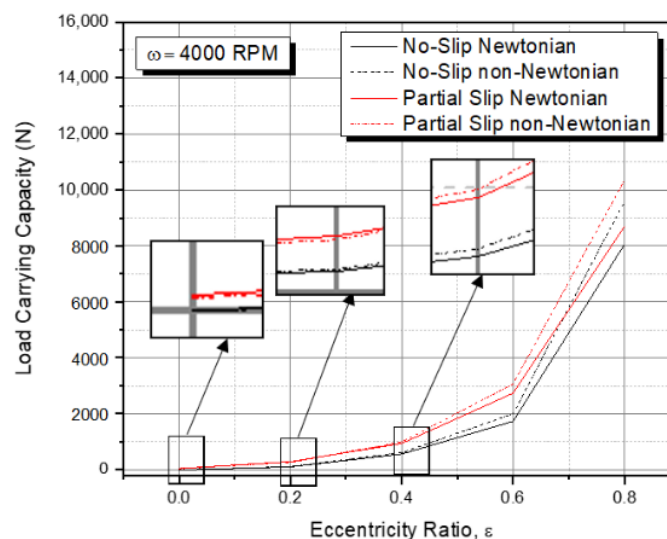 16,000
14,000
12,000
10,000
8000
6000
4000
2000
0
Load Carrying Capacity (N)
ω = 4000 RPM
No-Slip Newtonian
No-Slip non-Newtonian
Partial Slip Newtonian
Partial Slip non-Newtonian
0.0 0.2 0.4 0.6 0.8
Eccentricity Ratio, ε